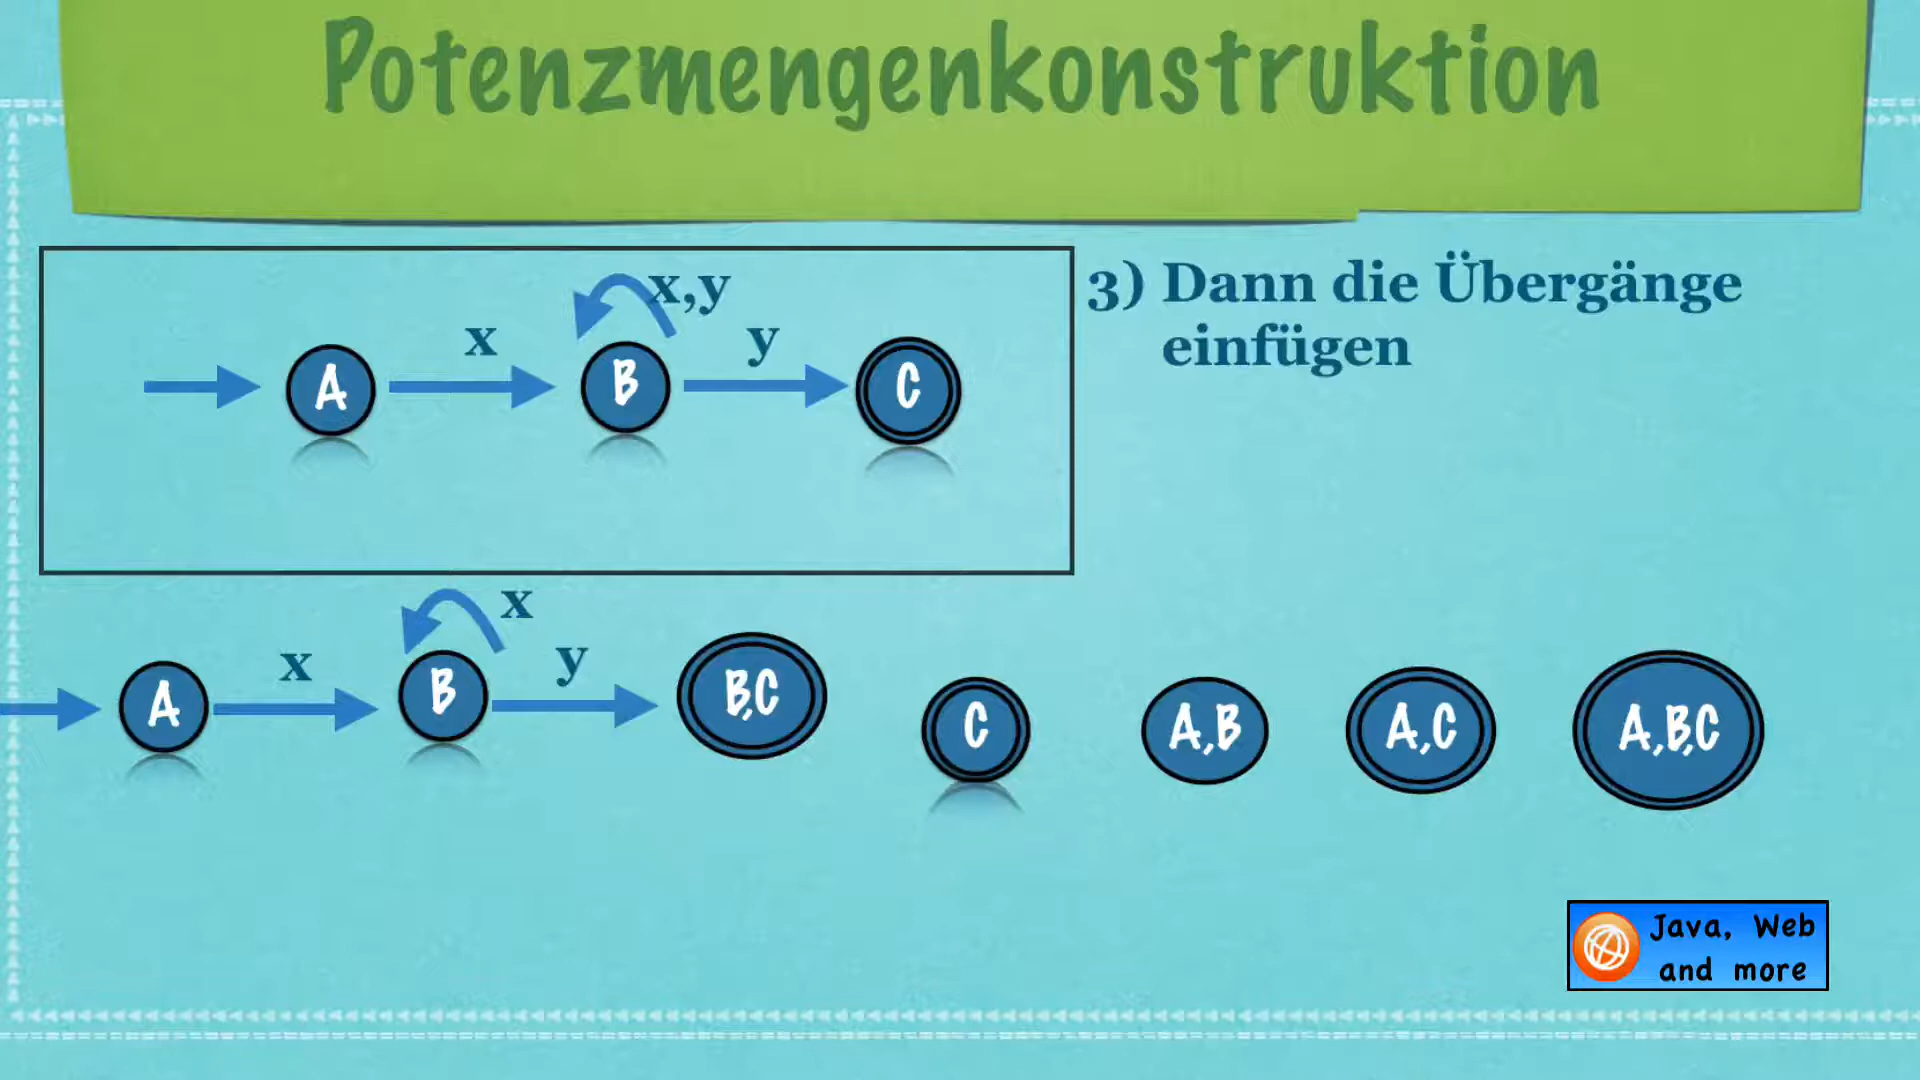 Potenzmengenkonstruktion
3) Dann die Übergänge
einfügen
x,y
x
y
A
B
C
x
x
y
A
B
B,C
C
A,B
A,C
A,B,C
Java, Web
and more